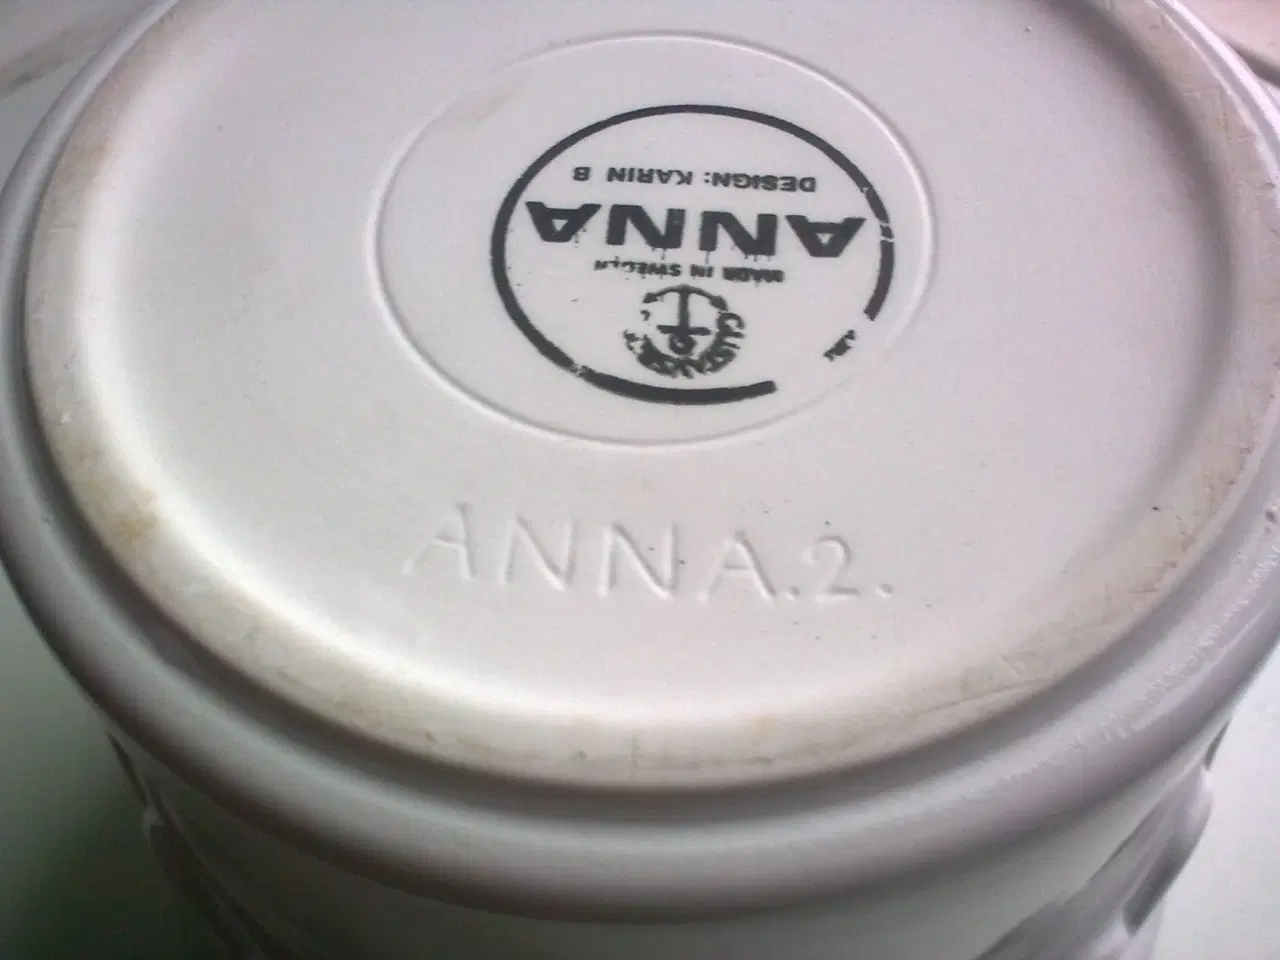 DESIGN: KARIN B
ANNA
MADE IN SWEDEN
ANNA.2.